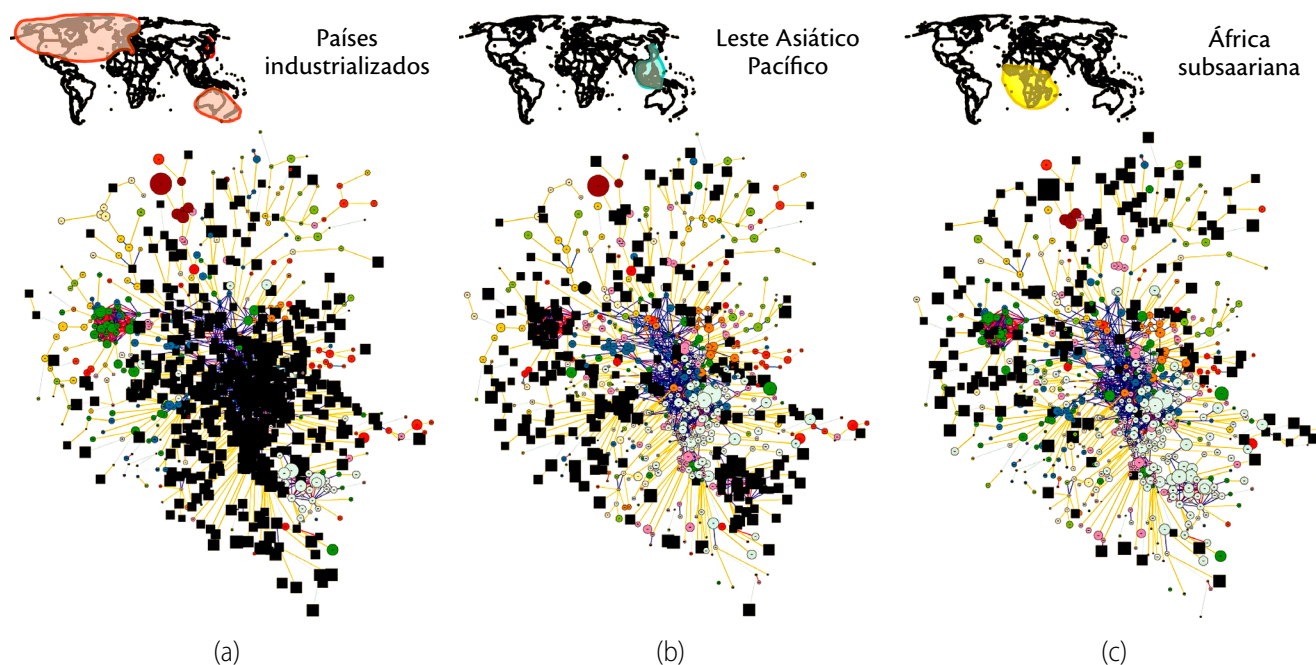 Países
industrializados
Leste Asiático
Pacífico
África
subsaariana
(a)
(b)
(c)